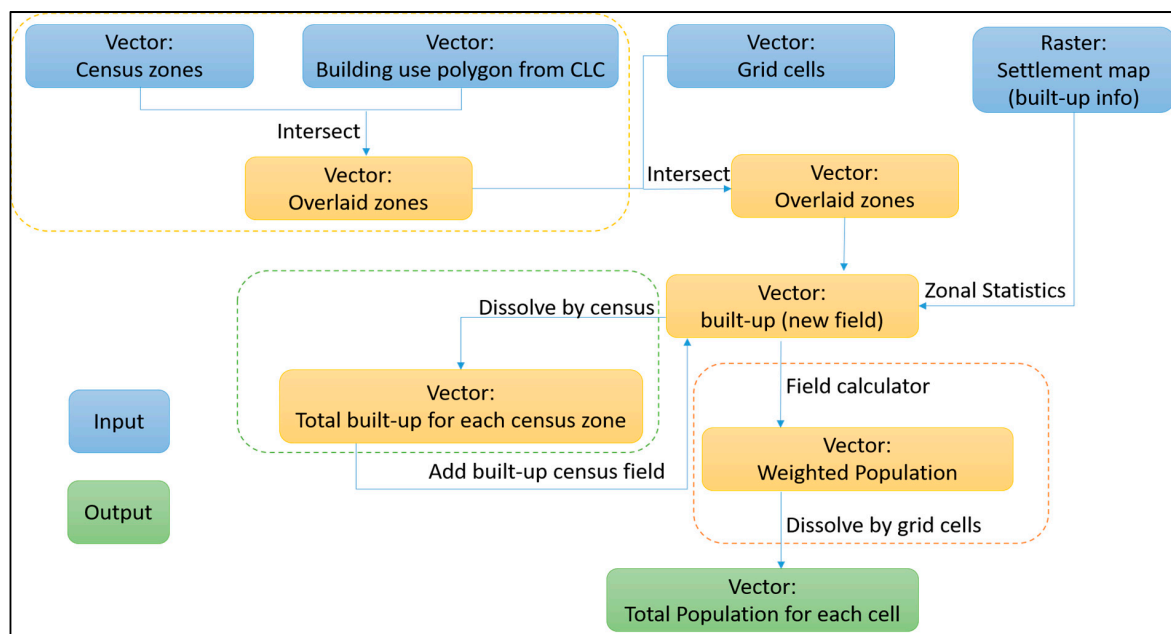 Vector:
Census zones
Vector:
Building use polygon from CLC
Vector:
Grid cells
Raster:
Settlement map
(built-up info)
Intersect
Vector:
Overlaid zones
Intersect
Vector:
Overlaid zones
Vector:
built-up (new field)
Zonal Statistics
Dissolve by census
Vector:
Total built-up for each census zone
Add built-up census field
Field calculator
Vector:
Weighted Population
Dissolve by grid cells
Vector:
Total Population for each cell
Input
Output